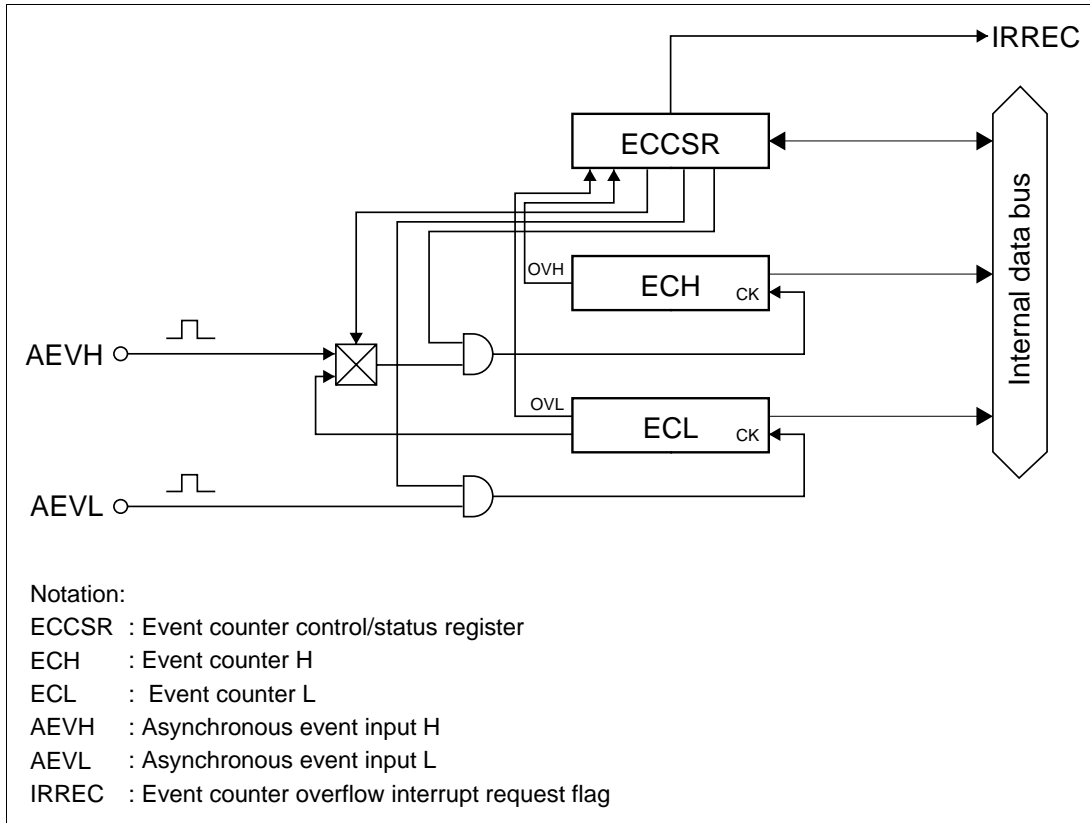 IRREC
ECCSR
Internal data bus
OVH
ECH
CK
AEVH
OVL
ECL
CK
AEVL
Notation:
ECCSR : Event counter control/status register
ECH : Event counter H
ECL : Event counter L
AEVH : Asynchronous event input H
AEVL : Asynchronous event input L
IRREC : Event counter overflow interrupt request flag